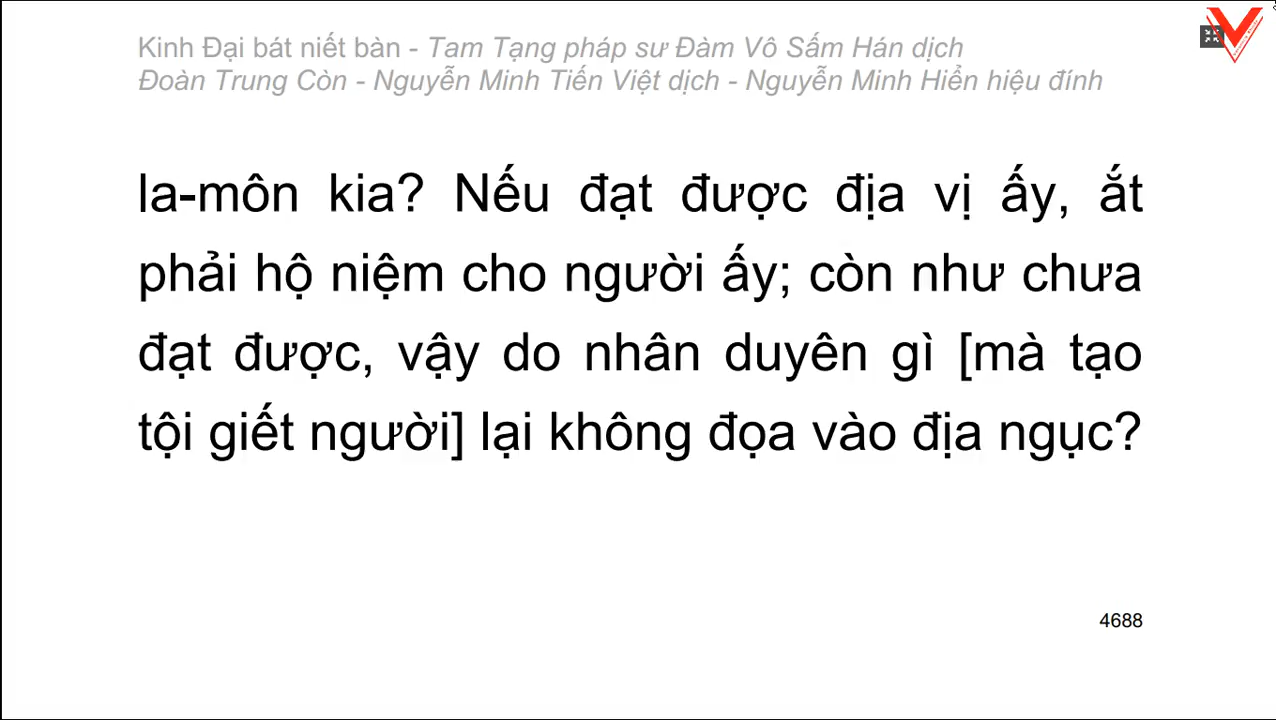 Kinh Đại bát niết bàn - Tam Tạng pháp sư Đàm Vô Sấm Hán dịch
Đoàn Trung Còn - Nguyễn Minh Tiến Việt dịch - Nguyễn Minh Hiển hiệu đính
la-môn kia? Nếu đạt được địa vị ấy, ắt
phải hộ niệm cho người ấy; còn như chưa
đạt được, vậy do nhân duyên gì [mà tạo
tội giết người] lại không đọa vào địa ngục?
4688